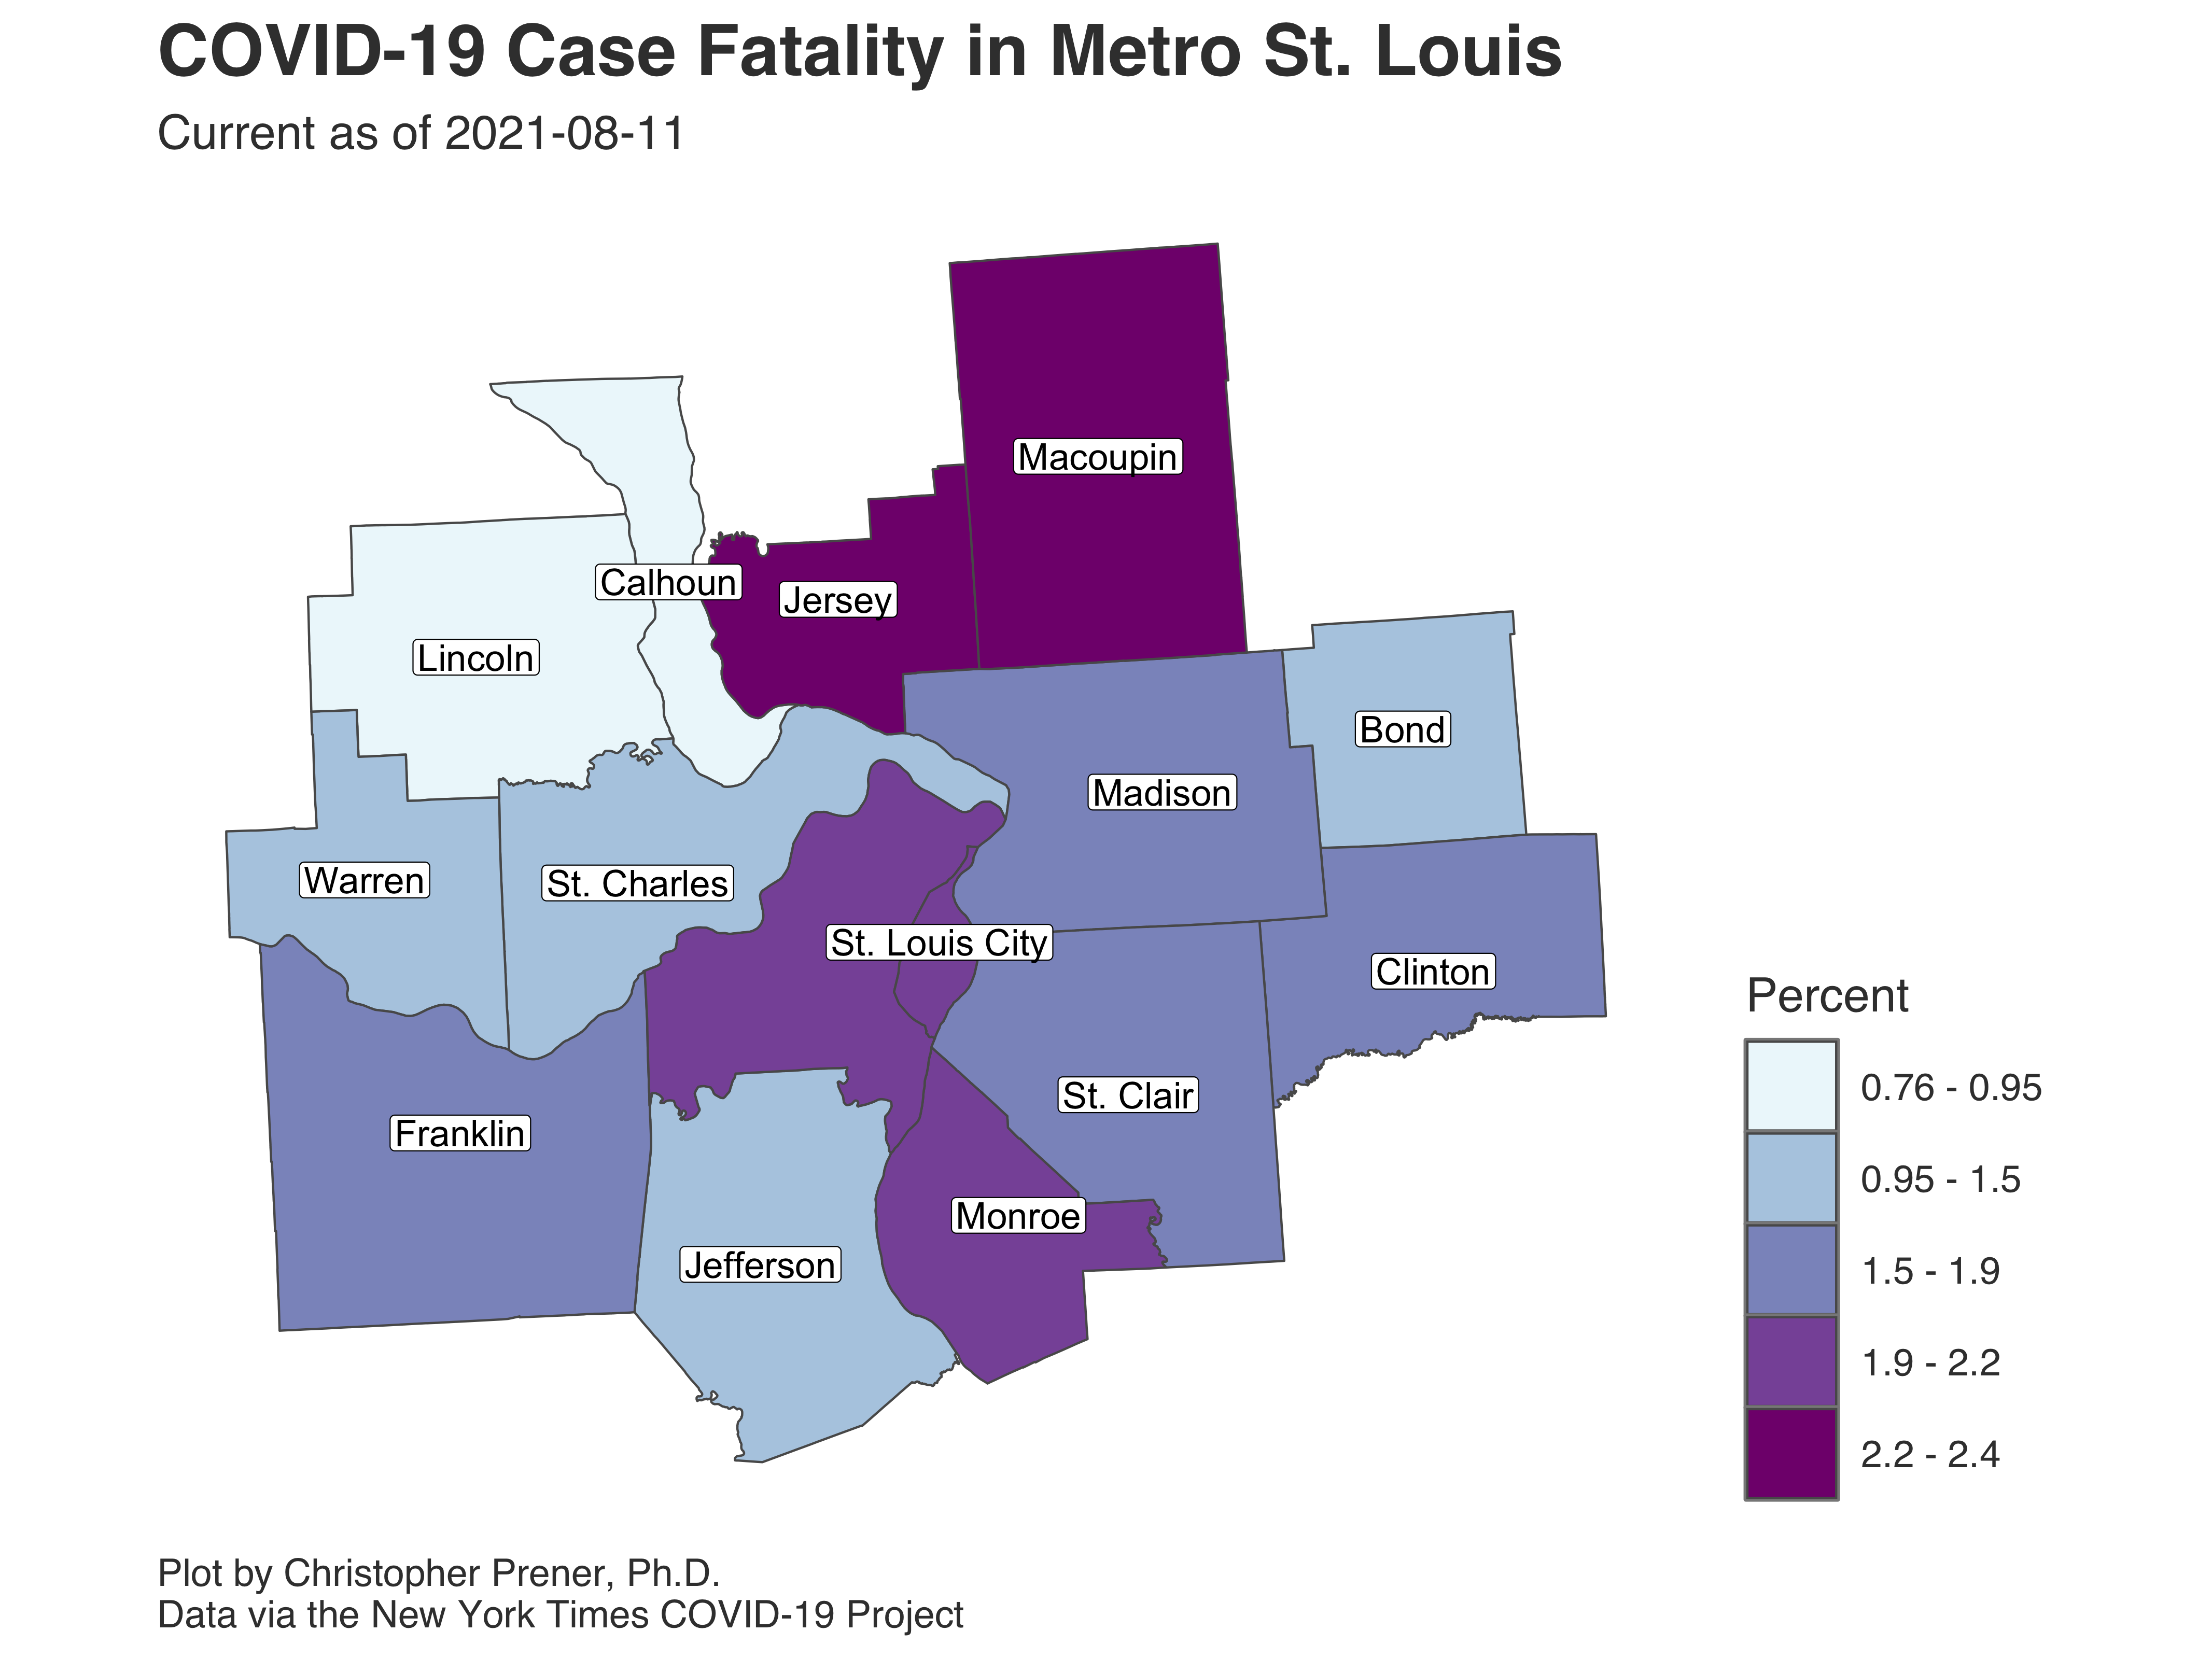 COVID-19 Case Fatality in Metro St. Louis
Current as of 2021-08-11
Macoupin
Calhoun
Jersey
Lincoln
Bond
Madison
Warren
St. Charles
St. Louis City
Clinton
St. Clair
Franklin
Monroe
Jefferson
Percent
0.76 - 0.95
0.95 - 1.5
1.5 - 1.9
1.9 - 2.2
2.2 - 2.4
Plot by Christopher Prener, Ph.D.
Data via the New York Times COVID-19 Project